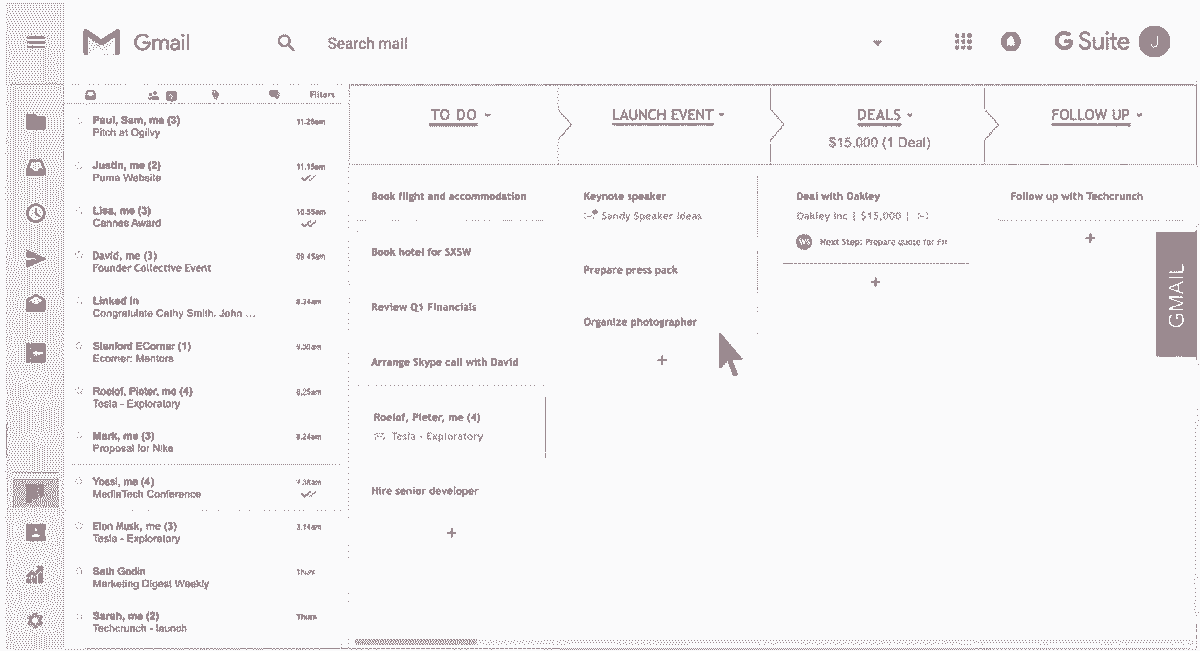 Gmail
Search mail
G Suite
J
Filters
Paul, Sam, me (3)
11.26am
Pitch at Ogilvy
Justin, me (2)
11.15am
Puma Website
Lisa, me (3)
10.55am
Cannes Award
David, me (3)
09.45am
Founder Collective Event
Linked In
Congratulate Cathy Smith, John ...
Stanford ECorner (1)
Ecorner: Mentors
Roelof, Pieter, me (4)
8.25am
Tesla - Exploratory
Mark, me (3)
8.24am
Proposal for Nike
Yossi, me (4)
MediaTech Conference
Elon Musk, me (3)
3.14am
Tesla - Exploratory
Seth Godin
Thurs
Marketing Digest Weekly
Sarah, me (2)
Thurs
Techcrunch - launch
TO DO
Book flight and accommodation
Book hotel for SXSW
Review Q1 Financials
Arrange Skype call with David
Roelof, Pieter, me (4)
Tesla - Exploratory
Hire senior developer
+
LAUNCH EVENT
Keynote speaker
Sandy Speaker Ideas
Prepare press pack
Organize photographer
+
DEALS
$15,000 (1 Deal)
Deal with Oakley
Oakley Inc | $15,000 |
WS Next Step: Prepare quote for
+
FOLLOW UP
Follow up with Techcrunch
+
GMAIL